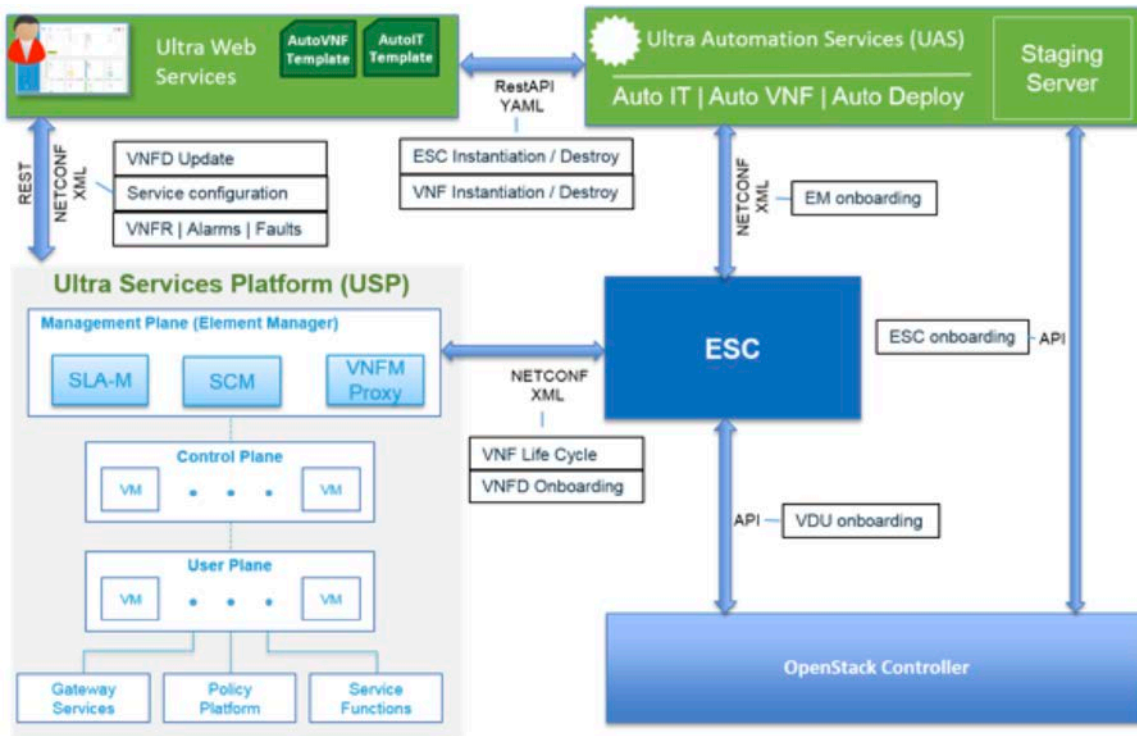 Ultra Web
Services
AutoVNF
Template
AutoIT
Template
RestAPI
YAML
Ultra Automation Services (UAS)
Auto IT | Auto VNF | Auto Deploy
Staging
Server
REST
NETCONF
XML
VNFD Update
Service configuration
VNFR | Alarms | Faults
ESC Instantiation / Destroy
VNF Instantiation / Destroy
NETCONF
XML
EM onboarding
Ultra Services Platform (USP)
Management Plane (Element Manager)
SLA-M
SCM
VNFM
Proxy
NETCONF
XML
VNF Life Cycle
VNFD Onboarding
ESC
ESC onboarding
API
Control Plane
VM
VM
User Plane
VM
VM
Gateway
Services
Policy
Platform
Service
Functions
API
VDU onboarding
OpenStack Controller